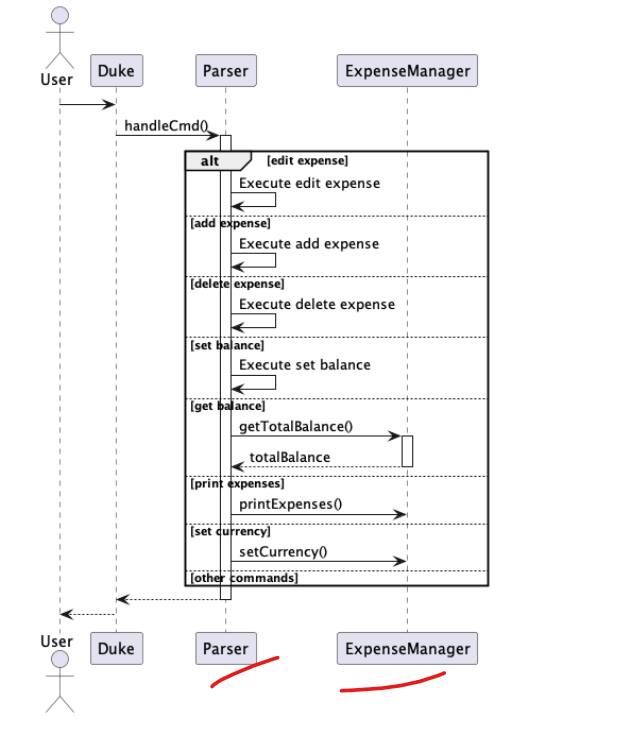 User
Duke
Parser
ExpenseManager
handleCmd()
alt
[edit expense]
Execute edit expense
[add expense]
Execute add expense
[delete expense]
Execute delete expense
[set balance]
Execute set balance
[get balance]
getTotalBalance()
totalBalance
[print expenses]
printExpenses()
[set currency]
setCurrency()
[other commands]
User
Duke
Parser
ExpenseManager